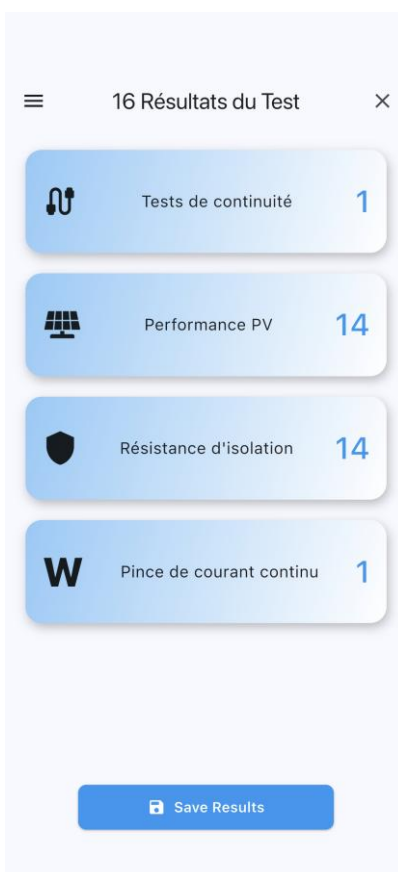 16 Résultats du Test
Tests de continuité 1
Performance PV 14
Résistance d'isolation 14
W Pince de courant continu 1
Save Results